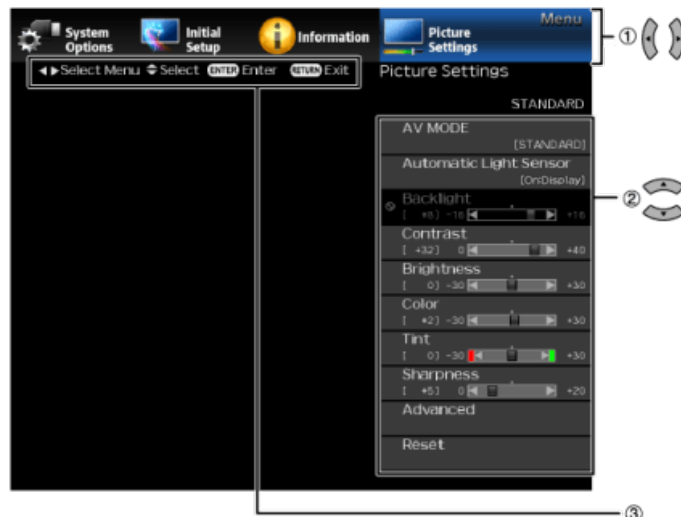 Menu
System Options
Initial Setup
Information
Picture Settings
①
◀ ▶Select Menu ◆Select ENTER Enter RETURN Exit
Picture Settings
STANDARD
AV MODE
[STANDARD]
Automatic Light Sensor
[On:Display]
Backlight
[ +8] -16 +16
Contrast
[ +32] 0 +40
Brightness
[ 0] -30 +30
Color
[ +2] -30 +30
Tint
[ 0] -30 +30
Sharpness
[ +5] 0 +20
Advanced
Reset
②
③